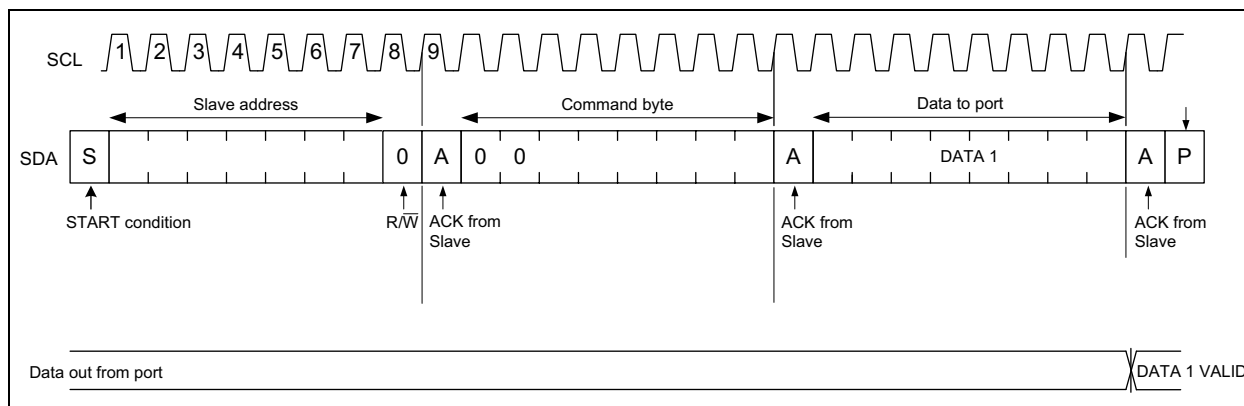 SCL 1 2 3 4 5 6 7 8 9
Slave address Command byte Data to port
SDA S 0 A 0 0 A DATA 1 A P
START condition R/W̅ ACK from Slave ACK from Slave ACK from Slave
Data out from port DATA 1 VALID